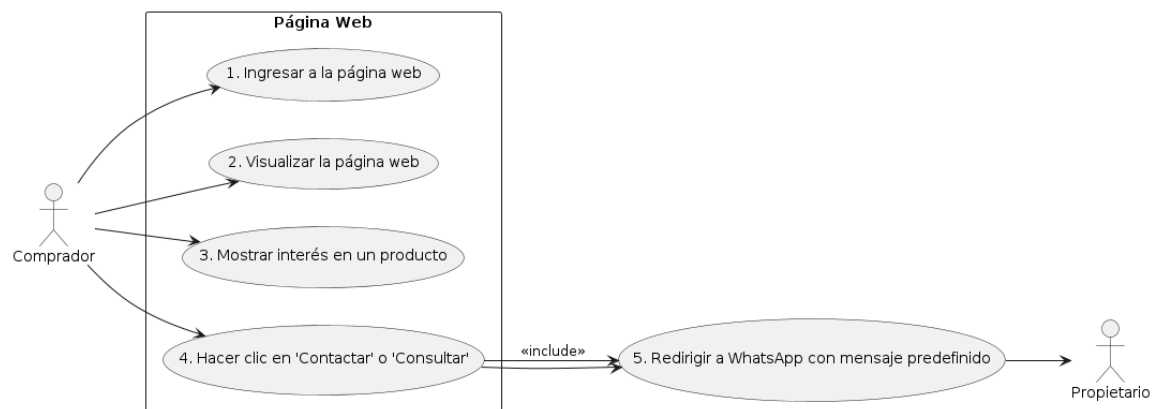 Página Web
1. Ingresar a la página web
2. Visualizar la página web
Comprador
3. Mostrar interés en un producto
4. Hacer clic en 'Contactar' o 'Consultar'
«include»
5. Redirigir a WhatsApp con mensaje predefinido
Propietario